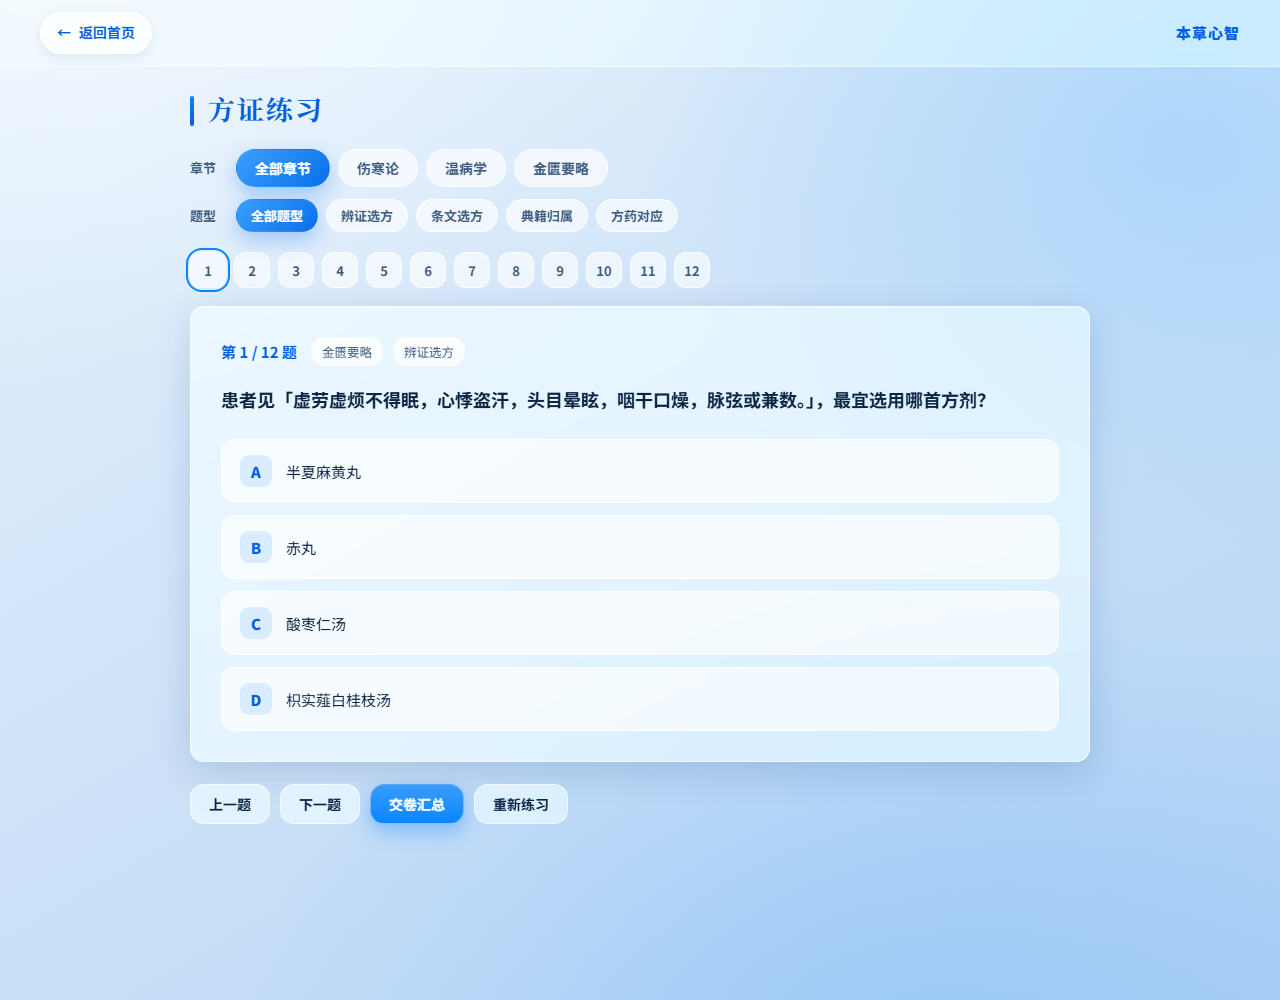 ← 返回首页
本草心智
方证练习
章节 全部章节 伤寒论 温病学 金匮要略
题型 全部题型 辨证选方 条文选方 典籍归属 方药对应
1 2 3 4 5 6 7 8 9 10 11 12
第 1 / 12 题 金匮要略 辨证选方
患者见「虚劳虚烦不得眠，心悸盗汗，头目晕眩，咽干口燥，脉弦或兼数。」，最宜选用哪首方剂？
A 半夏麻黄丸
B 赤丸
C 酸枣仁汤
D 枳实薤白桂枝汤
上一题 下一题 交卷汇总 重新练习